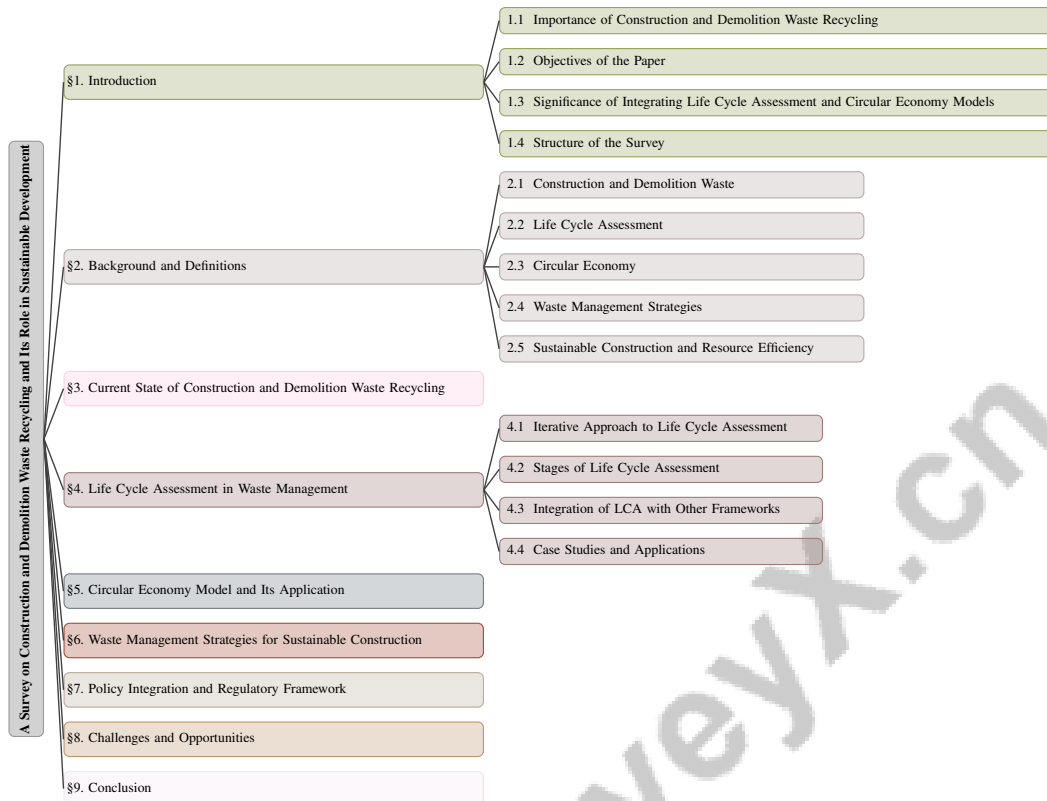 A Survey on Construction and Demolition Waste Recycling and Its Role in Sustainable Development
§1. Introduction
1.1 Importance of Construction and Demolition Waste Recycling
1.2 Objectives of the Paper
1.3 Significance of Integrating Life Cycle Assessment and Circular Economy Models
1.4 Structure of the Survey
§2. Background and Definitions
2.1 Construction and Demolition Waste
2.2 Life Cycle Assessment
2.3 Circular Economy
2.4 Waste Management Strategies
2.5 Sustainable Construction and Resource Efficiency
§3. Current State of Construction and Demolition Waste Recycling
§4. Life Cycle Assessment in Waste Management
4.1 Iterative Approach to Life Cycle Assessment
4.2 Stages of Life Cycle Assessment
4.3 Integration of LCA with Other Frameworks
4.4 Case Studies and Applications
§5. Circular Economy Model and Its Application
§6. Waste Management Strategies for Sustainable Construction
§7. Policy Integration and Regulatory Framework
§8. Challenges and Opportunities
§9. Conclusion
veyX.cn